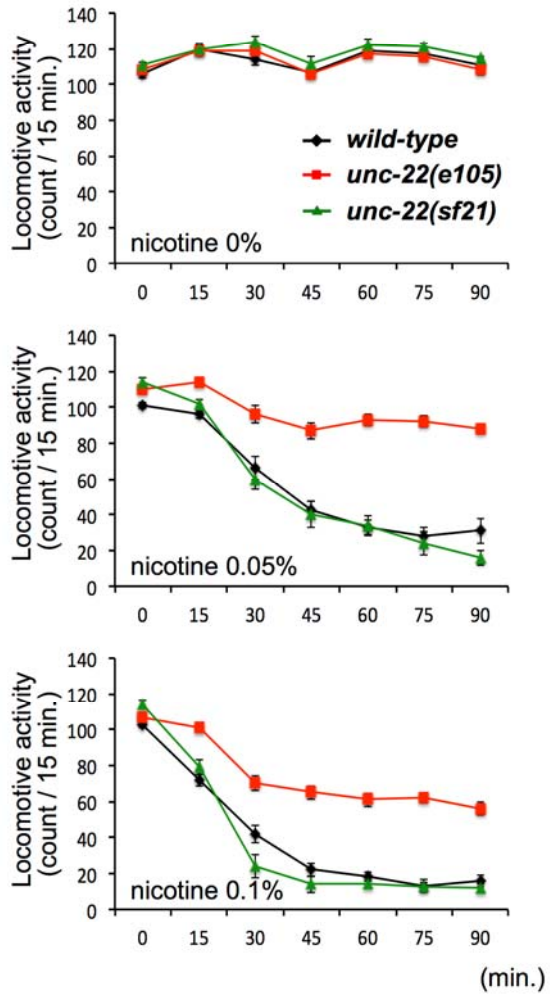 Locomotive activity
(count / 15 min.)
140
120
100
80
60
40
20
0
wild-type
unc-22(e105)
unc-22(sf21)
nicotine 0%
0 15 30 45 60 75 90
Locomotive activity
(count / 15 min.)
140
120
100
80
60
40
20
0
nicotine 0.05%
0 15 30 45 60 75 90
Locomotive activity
(count / 15 min.)
140
120
100
80
60
40
20
0
nicotine 0.1%
0 15 30 45 60 75 90
(min.)